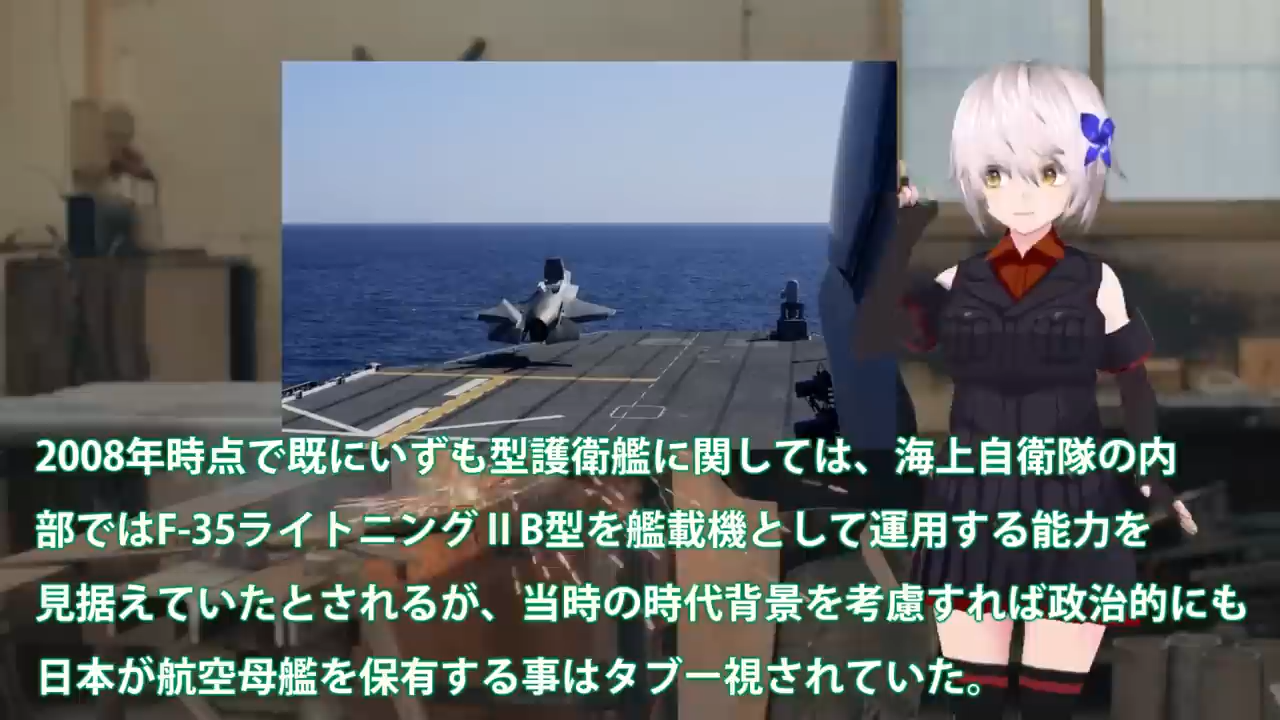 2008年時点で既にいずも型護衛艦に関しては、海上自衛隊の内
部ではF-35ライトニングⅡB型を艦載機として運用する能力を
見据えていたとされるが、当時の時代背景を考慮すれば政治的にも
日本が航空母艦を保有する事はタブー視されていた。